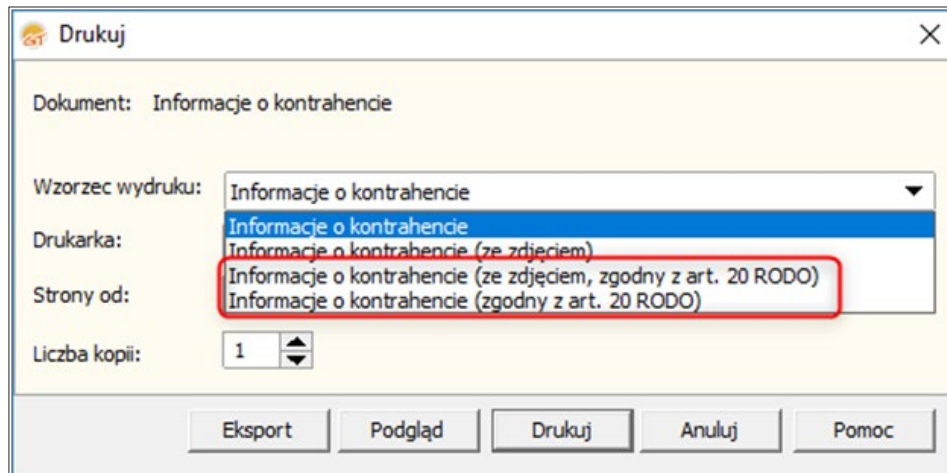 Drukuj
Dokument: Informacje o kontrahencie
Wzorzec wydruku: Informacje o kontrahencie
Informacje o kontrahencie
Drukarka:
Informacje o kontrahencie (ze zdjęciem)
Informacje o kontrahencie (ze zdjęciem, zgodny z art. 20 RODO)
Strony od:
Informacje o kontrahencie (zgodny z art. 20 RODO)
Liczba kopii: 1
Eksport Podgląd Drukuj Anuluj Pomoc